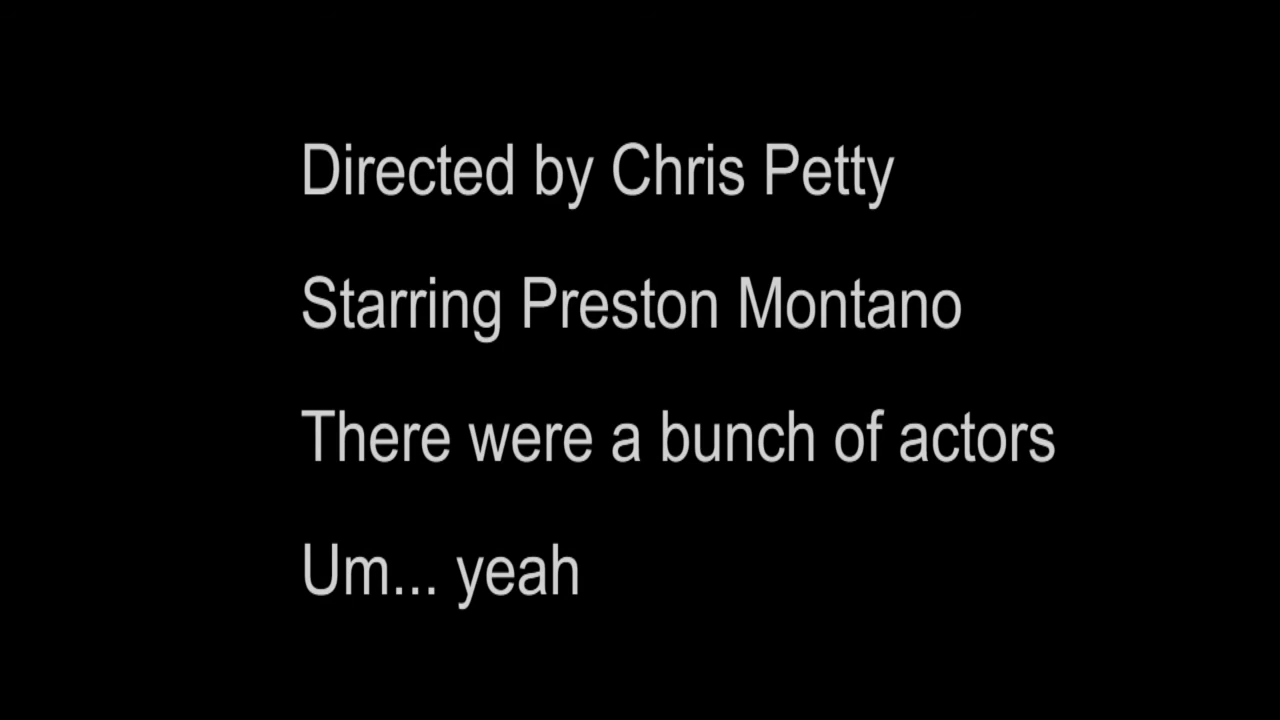 Directed by Chris Petty
Starring Preston Montano
There were a bunch of actors
Um... yeah